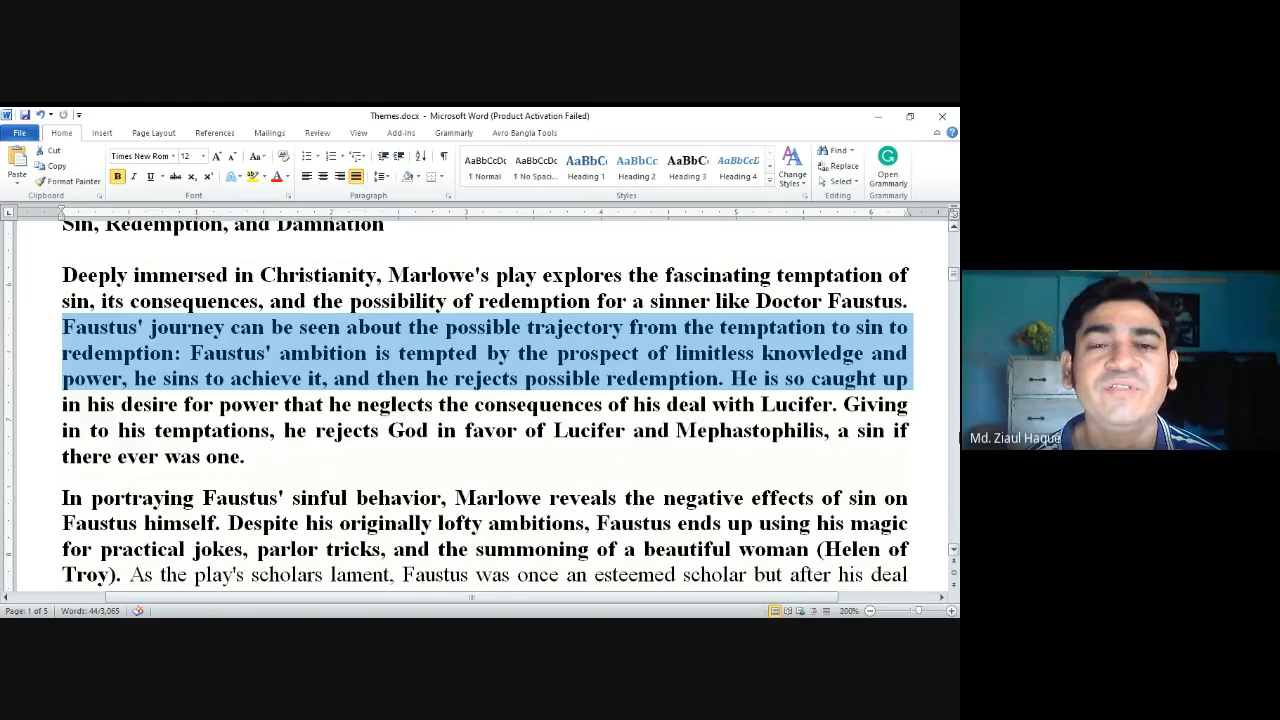 Themes.docx - Microsoft Word (Product Activation Failed)
File Home Insert Page Layout References Mailings Review View Add-Ins Grammarly Avro Bangla Tools
Paste
Cut
Copy
Format Painter
Clipboard
Times New Rom 12
Font
Paragraph
AaBbCcDc AaBbCcDc AaBbC AaBbCc AaBbC AaBbCcD
¶ Normal ¶ No Spac... Heading 1 Heading 2 Heading 3 Heading 4
Change Styles
Styles
Find
Replace
Select
Editing
Open Grammarly
Grammarly
Sin, Redemption, and Damnation
Deeply immersed in Christianity, Marlowe's play explores the fascinating temptation of
sin, its consequences, and the possibility of redemption for a sinner like Doctor Faustus.
Faustus' journey can be seen about the possible trajectory from the temptation to sin to
redemption: Faustus' ambition is tempted by the prospect of limitless knowledge and
power, he sins to achieve it, and then he rejects possible redemption. He is so caught up
in his desire for power that he neglects the consequences of his deal with Lucifer. Giving
in to his temptations, he rejects God in favor of Lucifer and Mephastophilis, a sin if
there ever was one.
In portraying Faustus' sinful behavior, Marlowe reveals the negative effects of sin on
Faustus himself. Despite his originally lofty ambitions, Faustus ends up using his magic
for practical jokes, parlor tricks, and the summoning of a beautiful woman (Helen of
Troy). As the play's scholars lament, Faustus was once an esteemed scholar but after his deal
Page: 1 of 5 Words: 44/3,065 200%
Md. Ziaul Haque